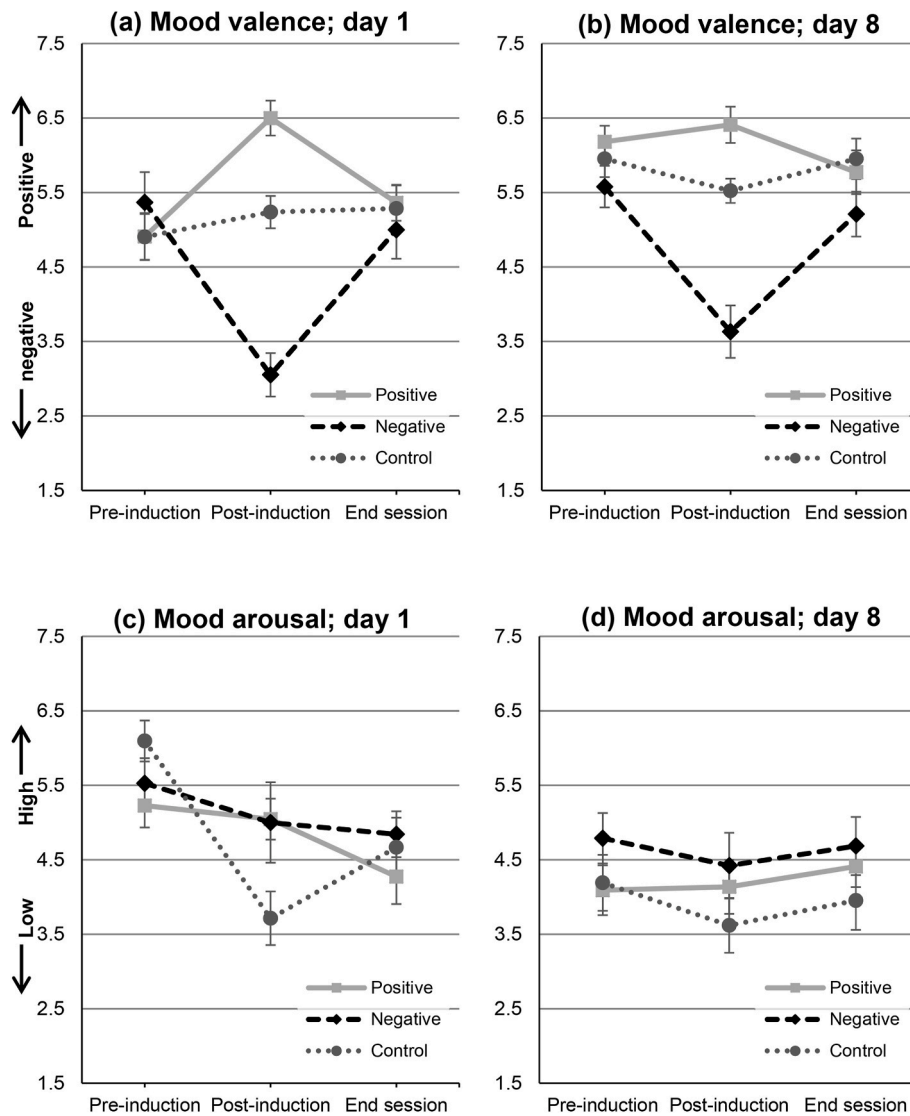 (a) Mood valence; day 1
7.5
6.5
5.5
4.5
3.5
2.5
1.5
Positive
negative
Positive
Negative
Control
Pre-induction Post-induction End session
(b) Mood valence; day 8
7.5
6.5
5.5
4.5
3.5
2.5
1.5
Positive
Negative
Control
Pre-induction Post-induction End session
(c) Mood arousal; day 1
7.5
6.5
5.5
4.5
3.5
2.5
1.5
High
Low
Positive
Negative
Control
Pre-induction Post-induction End session
(d) Mood arousal; day 8
7.5
6.5
5.5
4.5
3.5
2.5
1.5
Positive
Negative
Control
Pre-induction Post-induction End session